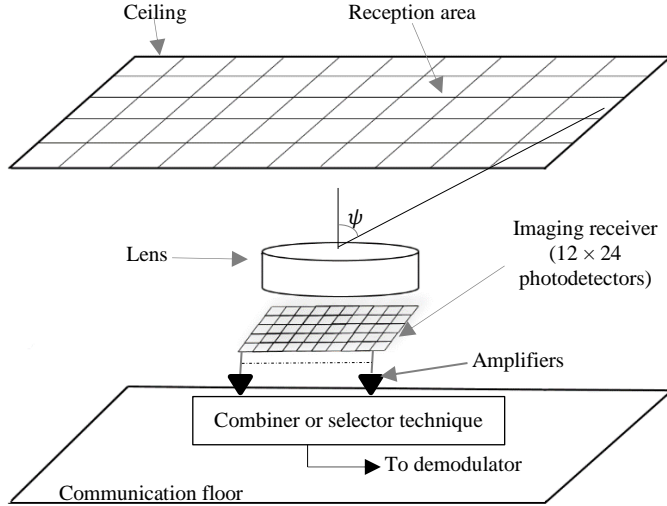 Ceiling
Reception area
ψ
Lens
Imaging receiver
(12 × 24
photodetectors)
Amplifiers
Combiner or selector technique
To demodulator
Communication floor